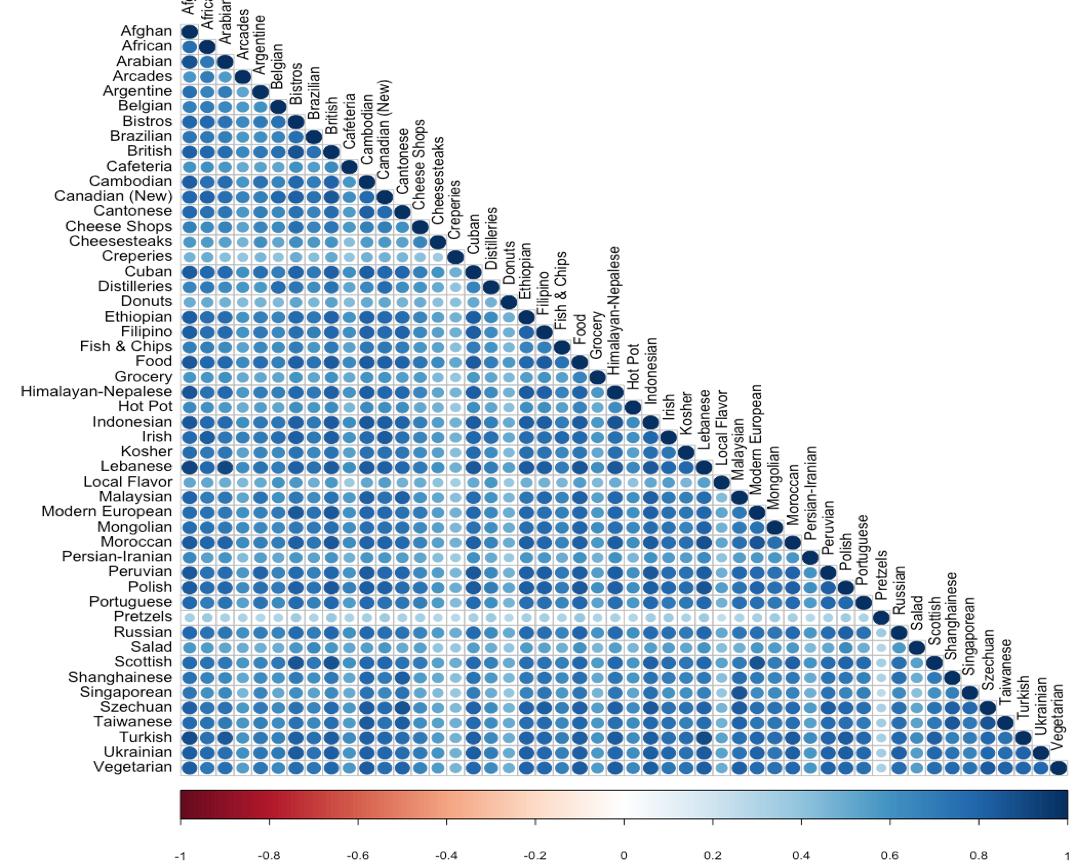 Afghan
African
Arabian
Arcades
Argentine
Belgian
Bistros
Brazilian
British
Cafeteria
Cambodian
Canadian (New)
Cantonese
Cheese Shops
Cheesesteaks
Creperies
Cuban
Distilleries
Donuts
Ethiopian
Filipino
Fish & Chips
Food
Grocery
Himalayan-Nepalese
Hot Pot
Indonesian
Irish
Kosher
Lebanese
Local Flavor
Malaysian
Modern European
Mongolian
Moroccan
Persian-Iranian
Peruvian
Polish
Portuguese
Pretzels
Russian
Salad
Scottish
Shanghainese
Singaporean
Szechuan
Taiwanese
Turkish
Ukrainian
Vegetarian
Arabian
Arcades
Argentine
Belgian
Bistros
Brazilian
British
Cafeteria
Cambodian
Canadian (New)
Cantonese
Cheese Shops
Cheesesteaks
Creperies
Cuban
Distilleries
Donuts
Ethiopian
Filipino
Fish & Chips
Food
Grocery
Himalayan-Nepalese
Hot Pot
Indonesian
Irish
Kosher
Lebanese
Local Flavor
Malaysian
Modern European
Mongolian
Moroccan
Persian-Iranian
Peruvian
Polish
Portuguese
Pretzels
Russian
Salad
Scottish
Shanghainese
Singaporean
Szechuan
Taiwanese
Turkish
Ukrainian
Vegetarian
-1 -0.8 -0.6 -0.4 -0.2 0 0.2 0.4 0.6 0.8 1